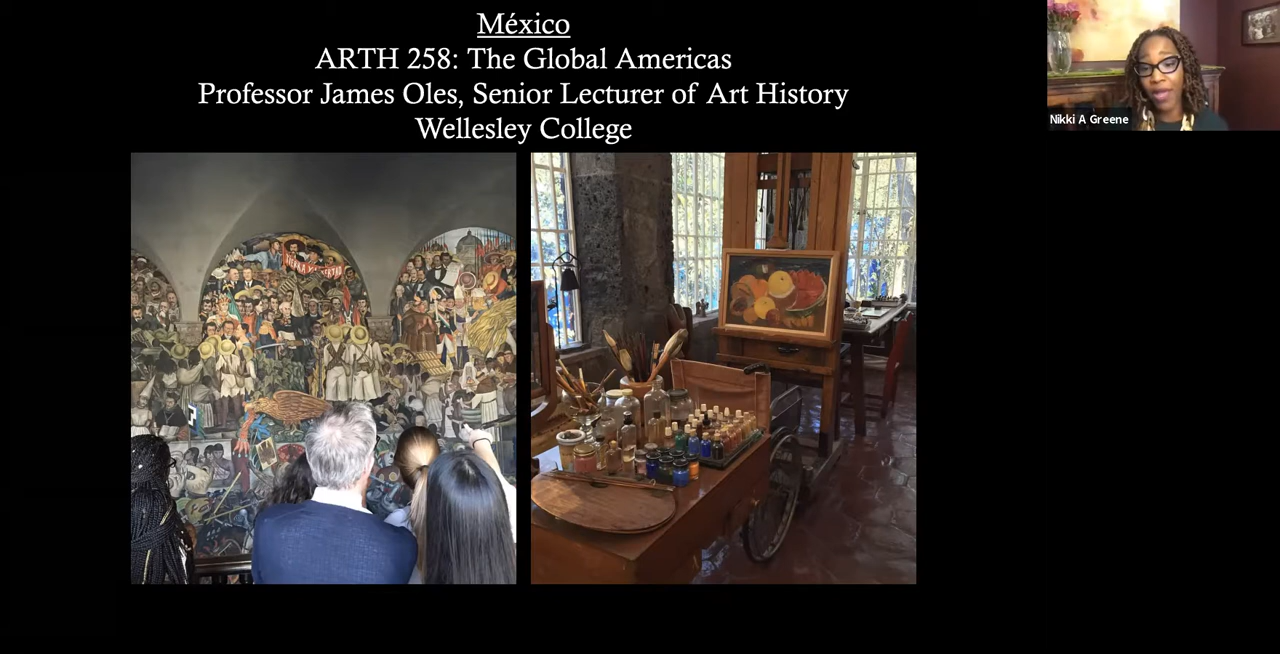 México
ARTH 258: The Global Americas
Professor James Oles, Senior Lecturer of Art History
Wellesley College
Nikki A Greene